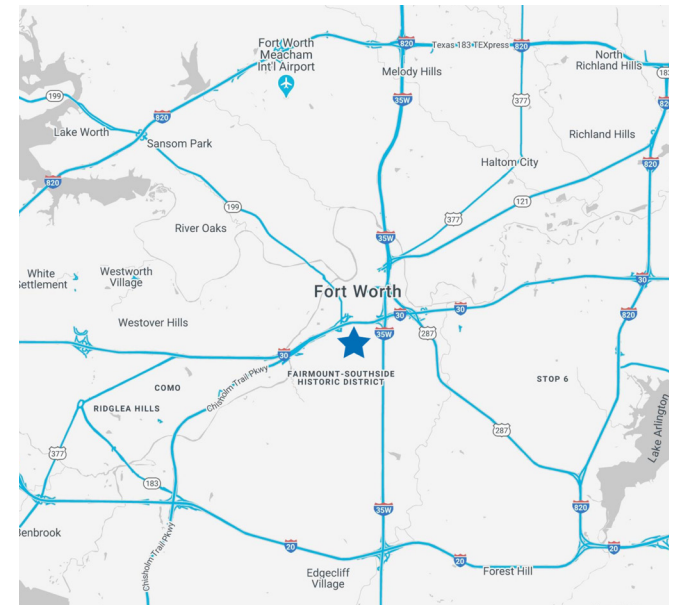 Fort Worth
Meacham
Int'l Airport
820
Texas 183 TEXpress
820
North
Richland Hills
183
Melody Hills
199
35W
377
820
820
Lake Worth
Sansom Park
Richland Hills
Haltom City
820
820
199
121
377
River Oaks
35W
White
Settlement
Westworth
Village
30
Fort Worth
Westover Hills
30
30
820
35W
287
30
FAIRMOUNT-SOUTHSIDE
HISTORIC DISTRICT
STOP 6
COMO
Chisholm Trail Pkwy
RIDGLEA HILLS
Lake Arlington
287
377
183
820
35W
Benbrook
Chisholm Trail Pkwy
20
20
20
Edgecliff
Village
Forest Hill